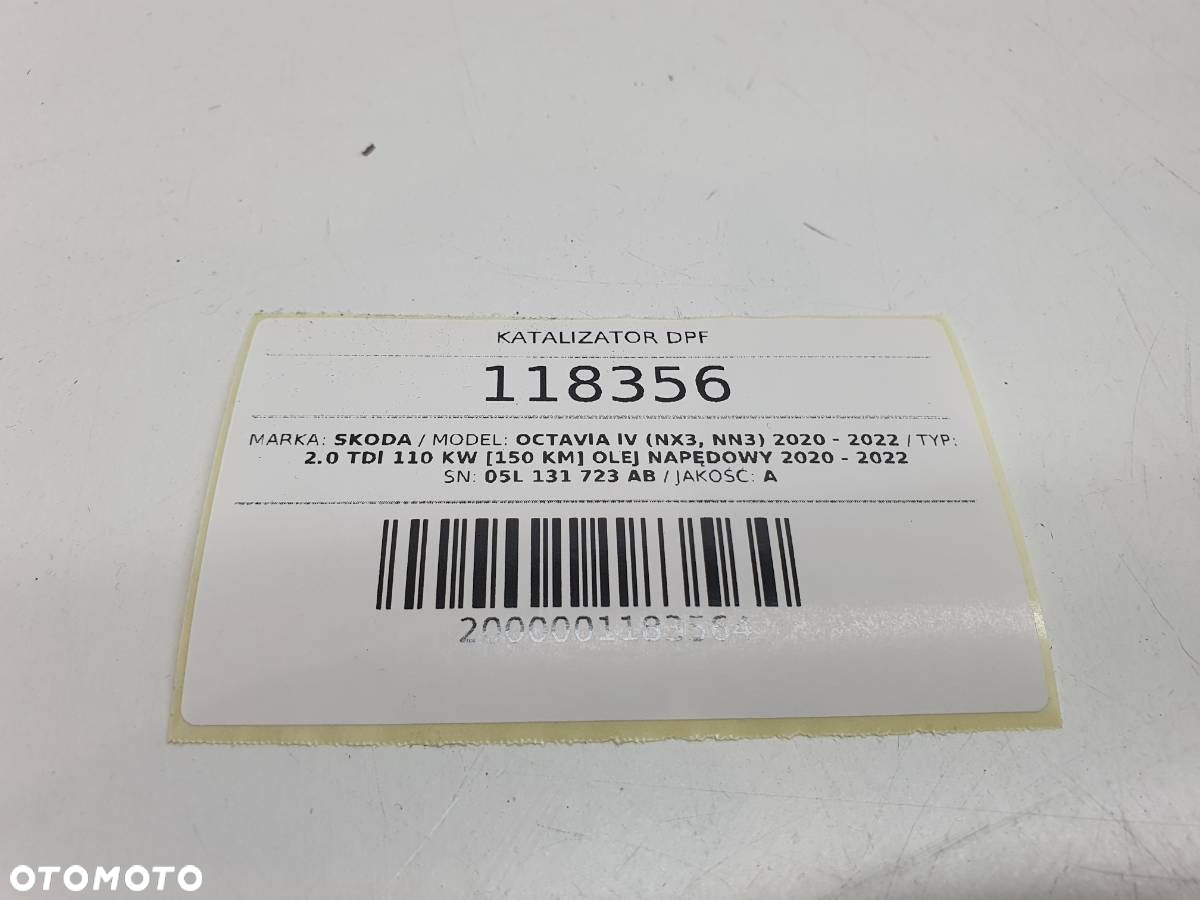 KATALIZATOR DPF
118356
MARKA: SKODA / MODEL: OCTAVIA IV (NX3, NN3) 2020 - 2022 / TYP:
2.0 TDI 110 KW [150 KM] OLEJ NAPĘDOWY 2020 - 2022
SN: 05L 131 723 AB / JAKOŚĆ: A
2000001183564
OTOMOTO